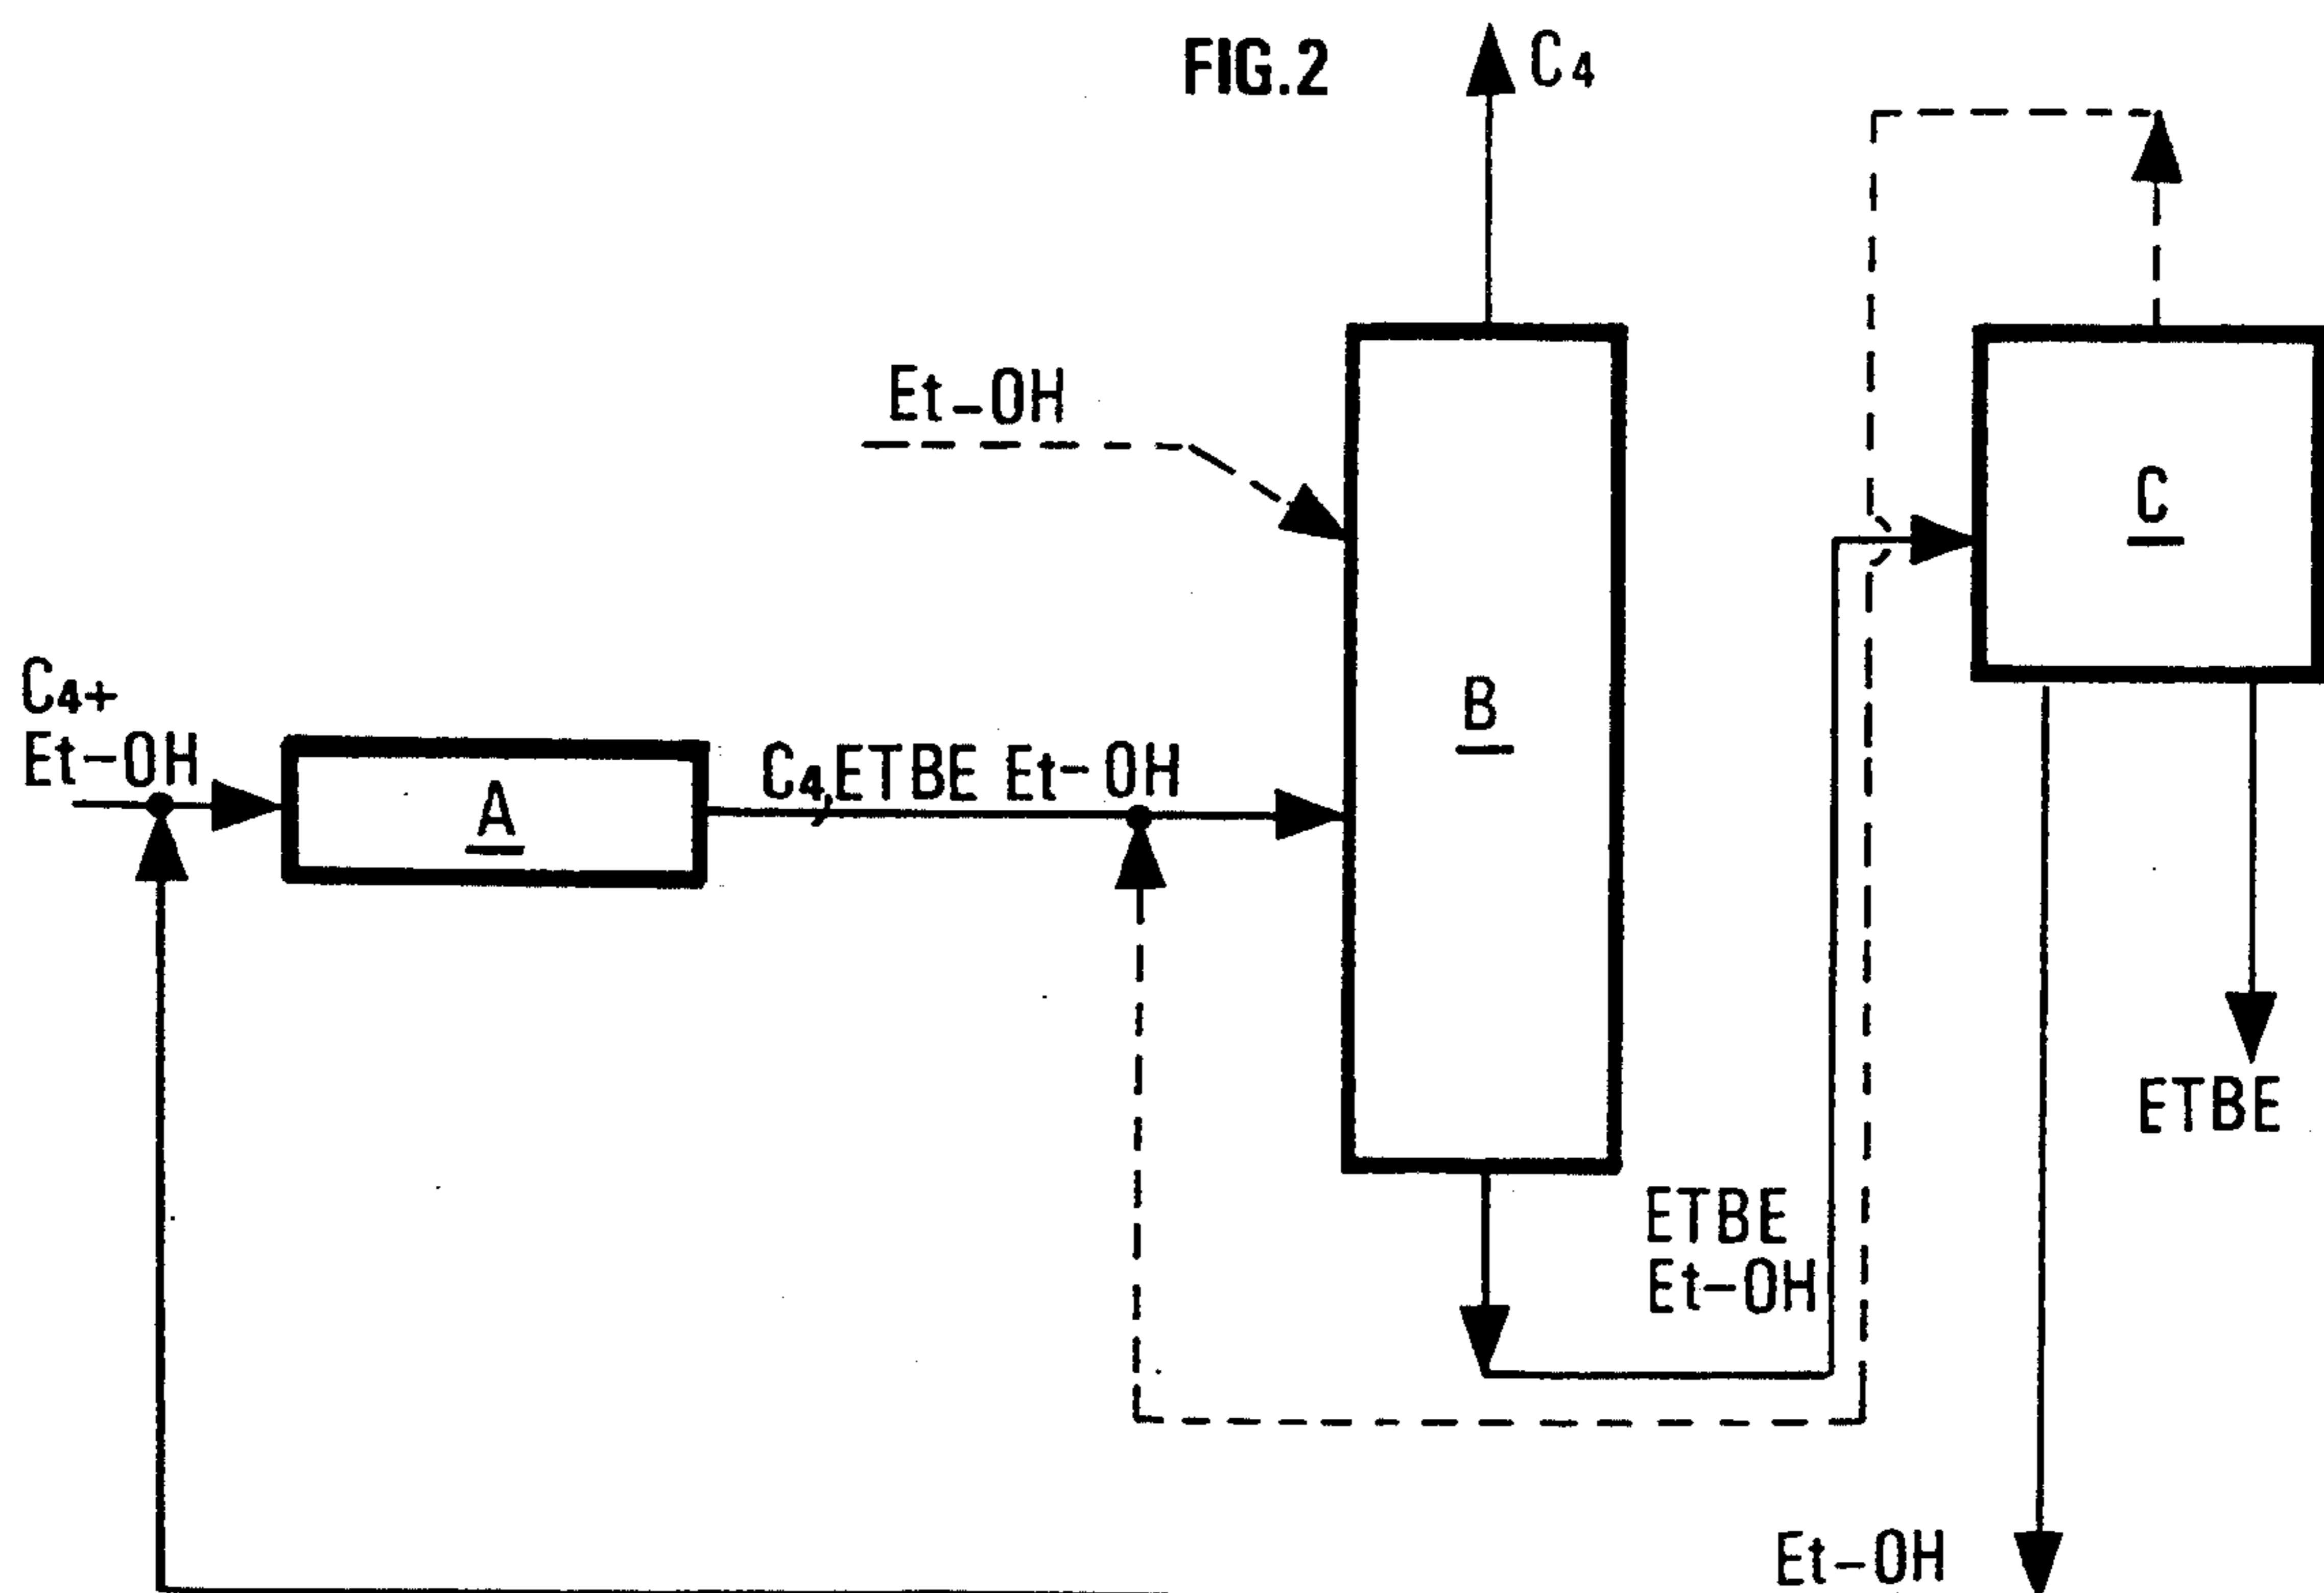 FIG.2
C4
Et-OH
C
C4+
Et-OH
A
C4,ETBE Et-OH
B
ETBE
ETBE
Et-OH
Et-OH